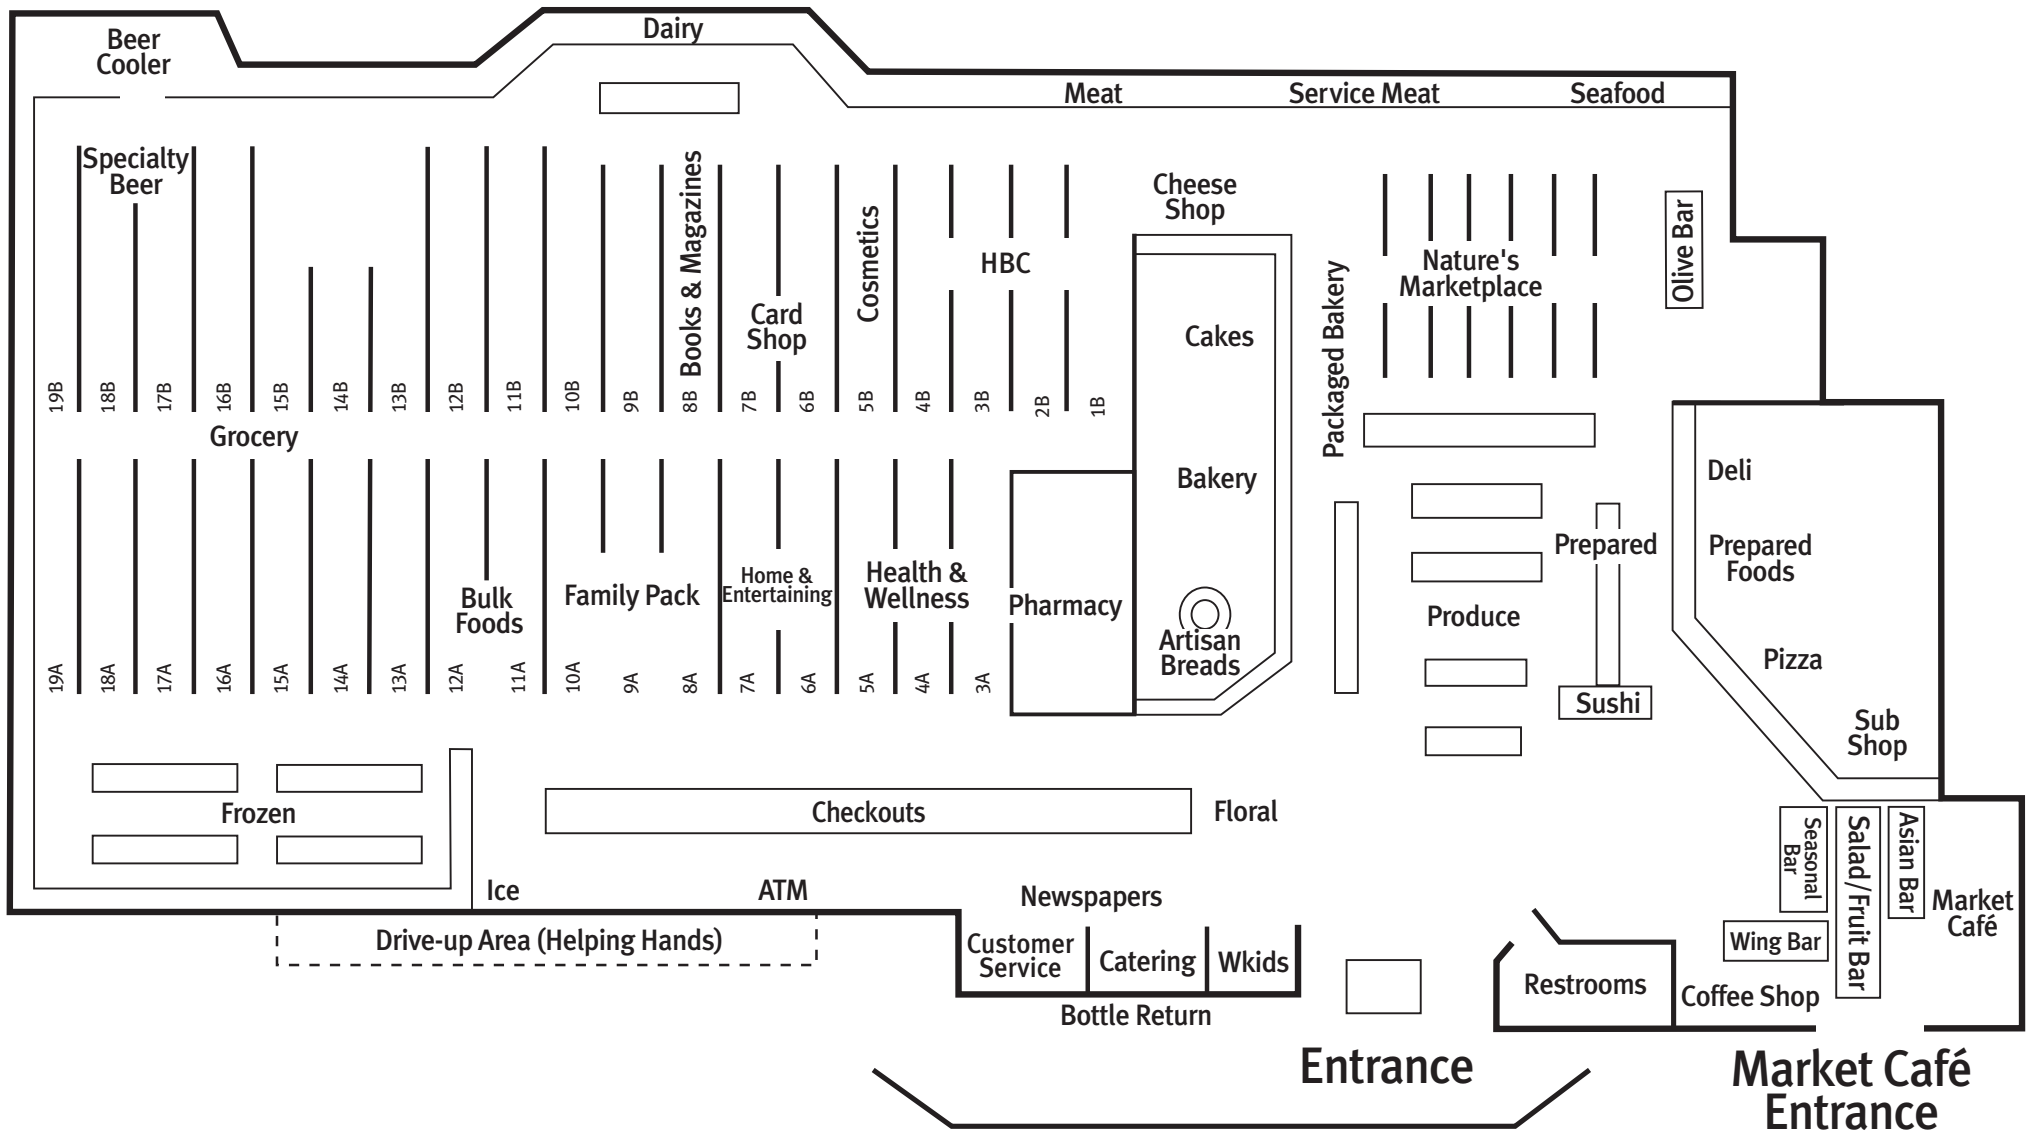 Dairy
Beer
Cooler
Meat
Service Meat
Seafood
Specialty
Beer
Books & Magazines
Cosmetics
Cheese
Shop
Olive Bar
HBC
Nature's
Marketplace
Card
Shop
Cakes
Packaged Bakery
19B
18B
17B
16B
15B
14B
13B
12B
11B
10B
9B
8B
7B
6B
5B
4B
3B
2B
1B
Grocery
Bakery
Deli
Prepared
Prepared
Foods
Home &
Entertaining
Health &
Wellness
Family Pack
Bulk
Foods
Pharmacy
Produce
Artisan
Breads
Pizza
19A
18A
17A
16A
15A
14A
13A
12A
11A
10A
9A
8A
7A
6A
5A
4A
3A
Sushi
Sub
Shop
Frozen
Checkouts
Floral
Seasonal
Bar
Salad/Fruit Bar
Asian Bar
Market
Café
Ice
ATM
Newspapers
Drive-up Area (Helping Hands)
Customer
Service
Catering
Wkids
Wing Bar
Restrooms
Coffee Shop
Bottle Return
Entrance
Market Café
Entrance